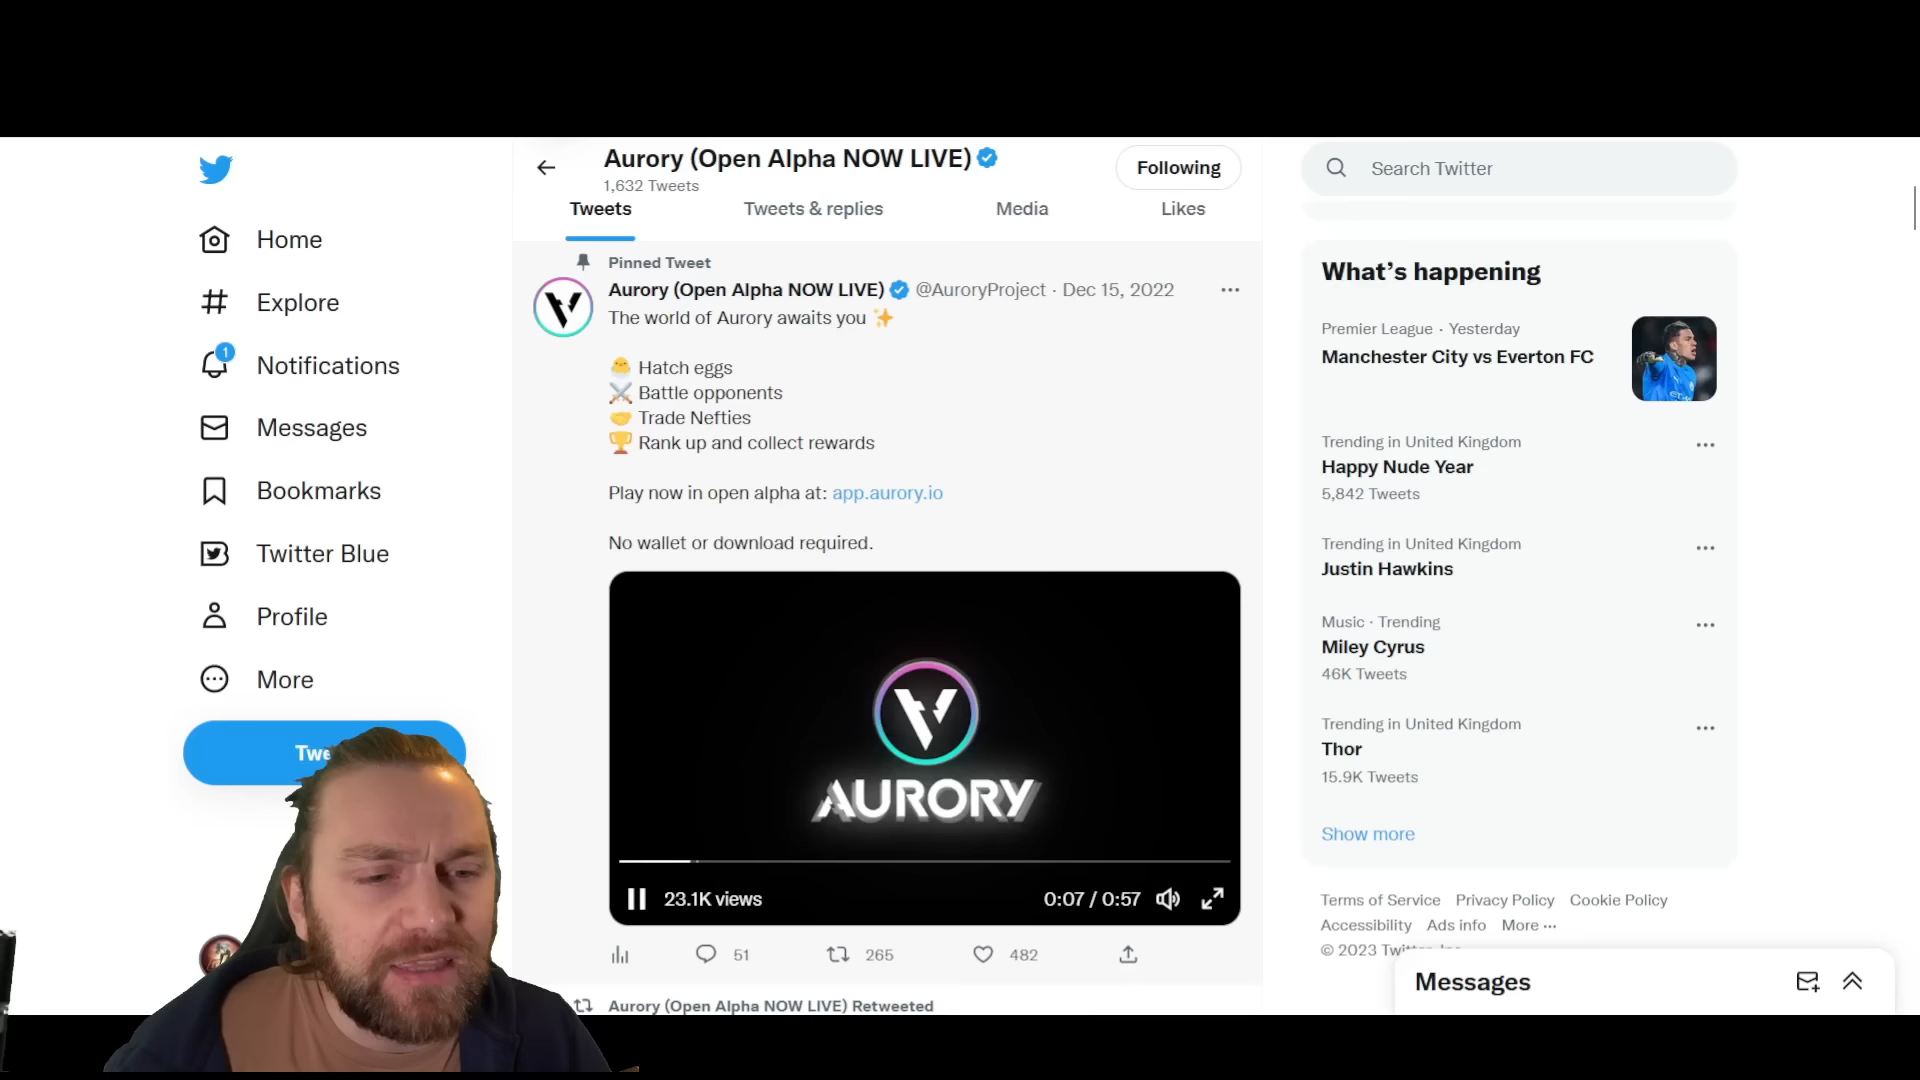 Home
Explore
1
Notifications
Messages
Bookmarks
Twitter Blue
Profile
More
Aurory (Open Alpha NOW LIVE)
1,632 Tweets
Following
Tweets
Tweets & replies
Media
Likes
Pinned Tweet
Aurory (Open Alpha NOW LIVE) @AuroryProject · Dec 15, 2022
The world of Aurory awaits you ✨
🐣 Hatch eggs
⚔️ Battle opponents
🤝 Trade Nefties
🏆 Rank up and collect rewards
Play now in open alpha at: app.aurory.io
No wallet or download required.
AURORY
23.1K views
0:07 / 0:57
51
265
482
Aurory (Open Alpha NOW LIVE) Retweeted
Search Twitter
What's happening
Premier League · Yesterday
Manchester City vs Everton FC
Trending in United Kingdom
Happy Nude Year
5,842 Tweets
Trending in United Kingdom
Justin Hawkins
Music · Trending
Miley Cyrus
46K Tweets
Trending in United Kingdom
Thor
15.9K Tweets
Show more
Terms of Service Privacy Policy Cookie Policy
Accessibility Ads info More ···
© 2023
Messages